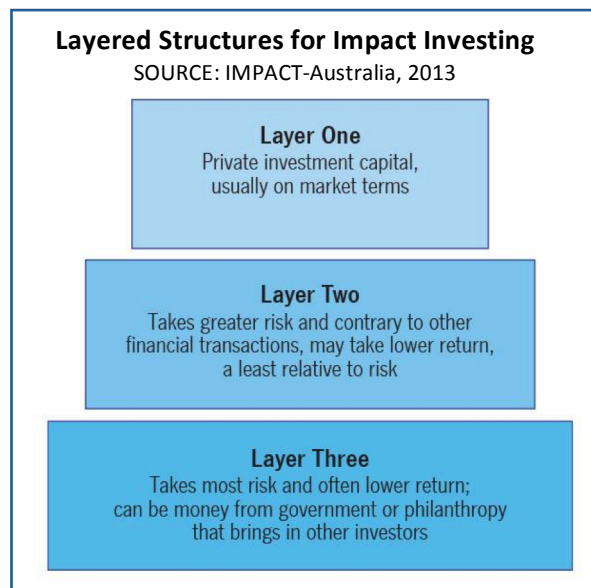 Layered Structures for Impact Investing
SOURCE: IMPACT-Australia, 2013
Layer One
Private investment capital,
usually on market terms
Layer Two
Takes greater risk and contrary to other
financial transactions, may take lower return,
a least relative to risk
Layer Three
Takes most risk and often lower return;
can be money from government or philanthropy
that brings in other investors